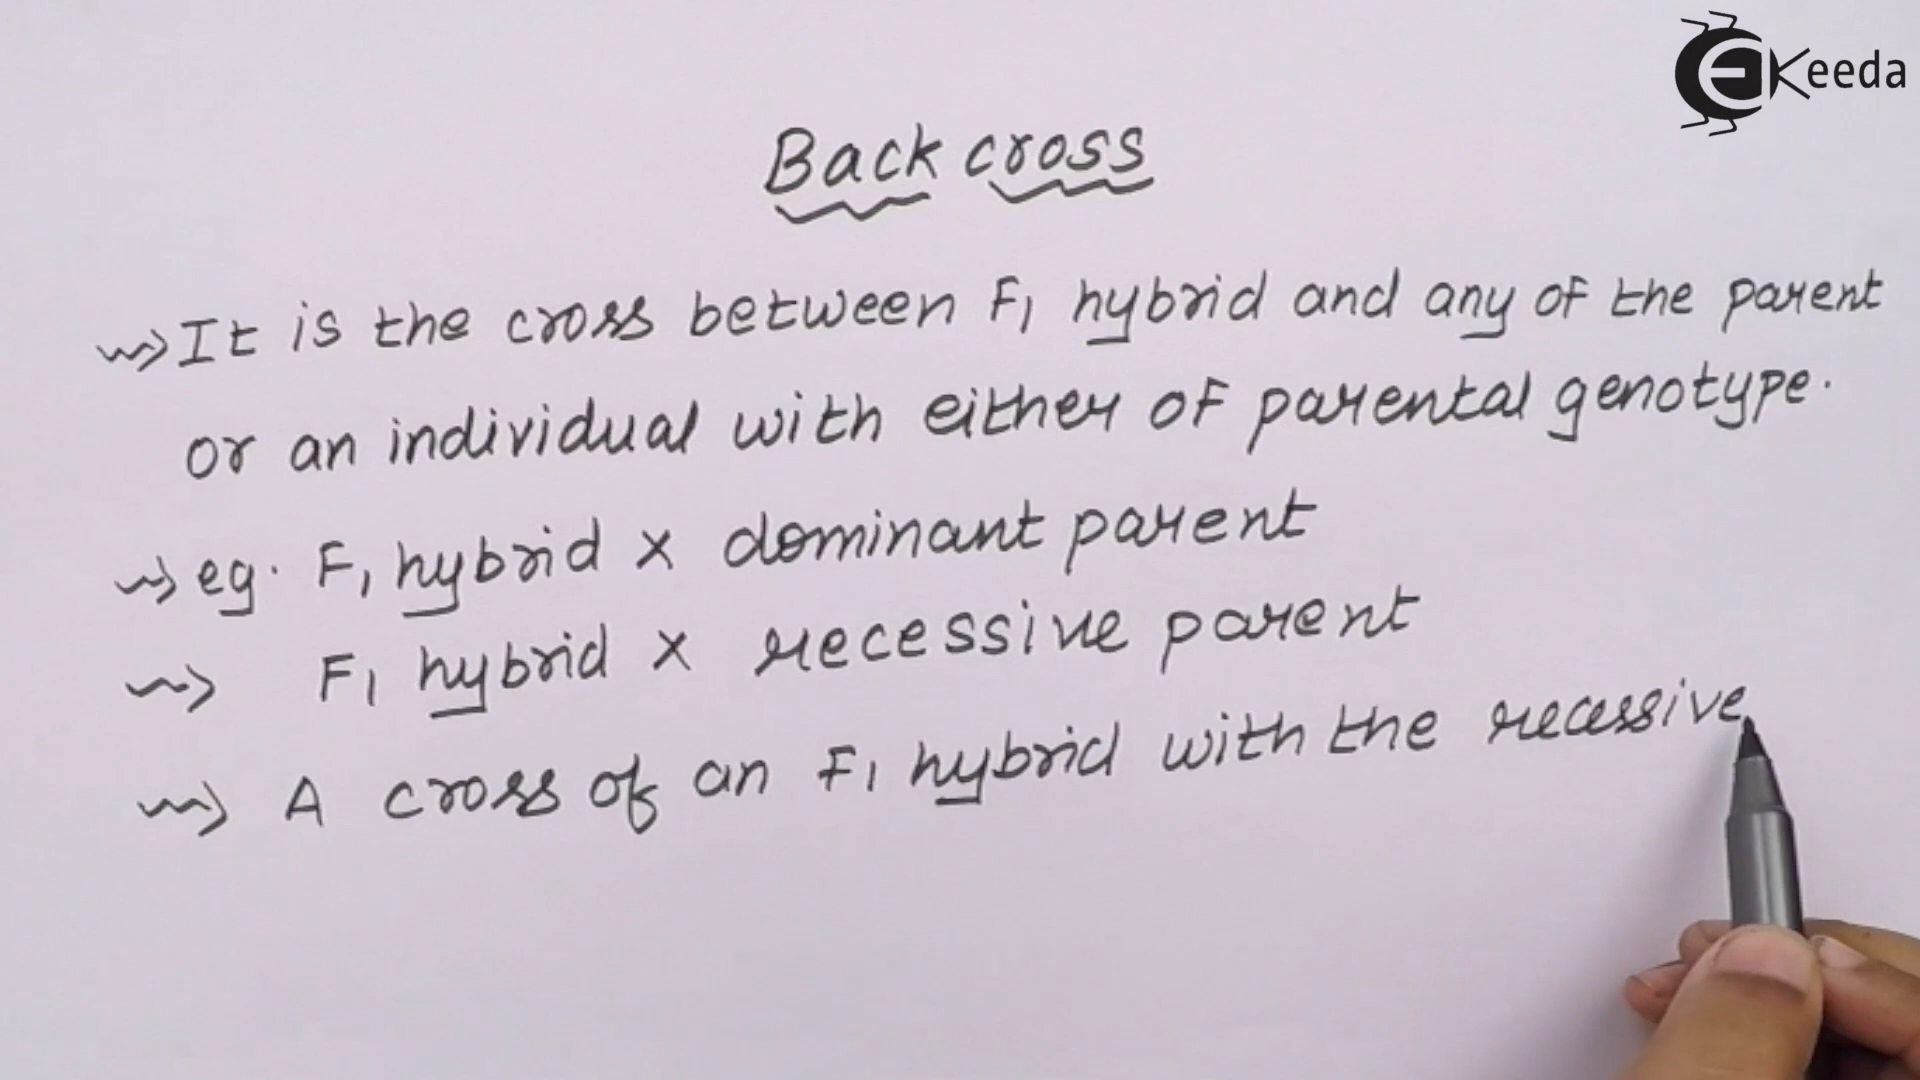 EKeeda
Back cross
It is the cross between F1 hybrid and any of the parent
or an individual with either of parental genotype.
eg. F1 hybrid x dominant parent
F1 hybrid x recessive parent
A cross of an F1 hybrid with the recessive